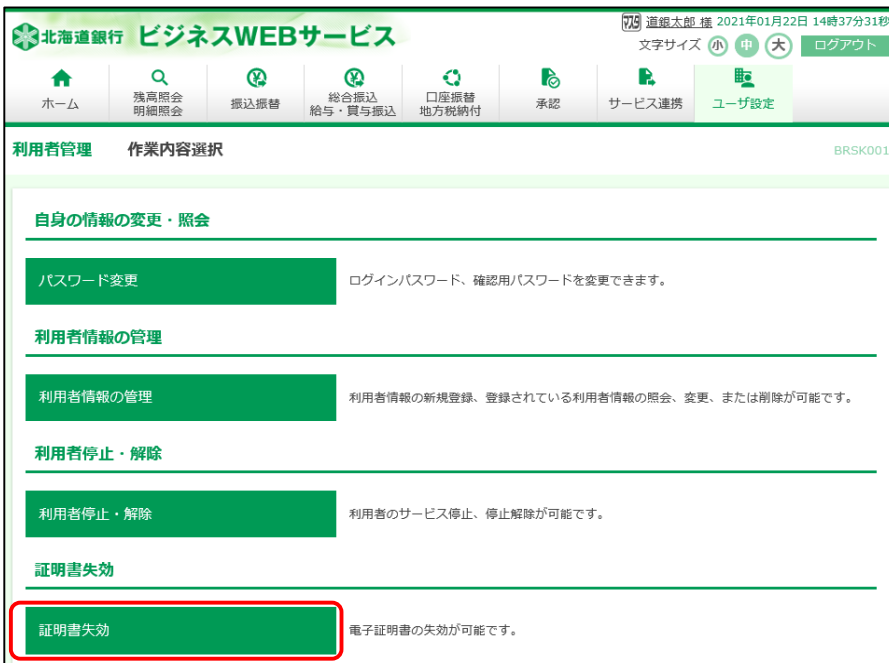 道銀太郎 様 2021年01月22日 14時37分31秒
北海道銀行 ビジネスWEBサービス
文字サイズ 小 中 大 ログアウト
ホーム
残高照会
明細照会
振込振替
総合振込
給与・賞与振込
口座振替
地方税納付
承認
サービス連携
ユーザ設定
利用者管理 作業内容選択 BRSK001
自身の情報の変更・照会
パスワード変更 ログインパスワード、確認用パスワードを変更できます。
利用者情報の管理
利用者情報の管理 利用者情報の新規登録、登録されている利用者情報の照会、変更、または削除が可能です。
利用者停止・解除
利用者停止・解除 利用者のサービス停止、停止解除が可能です。
証明書失効
証明書失効 電子証明書の失効が可能です。